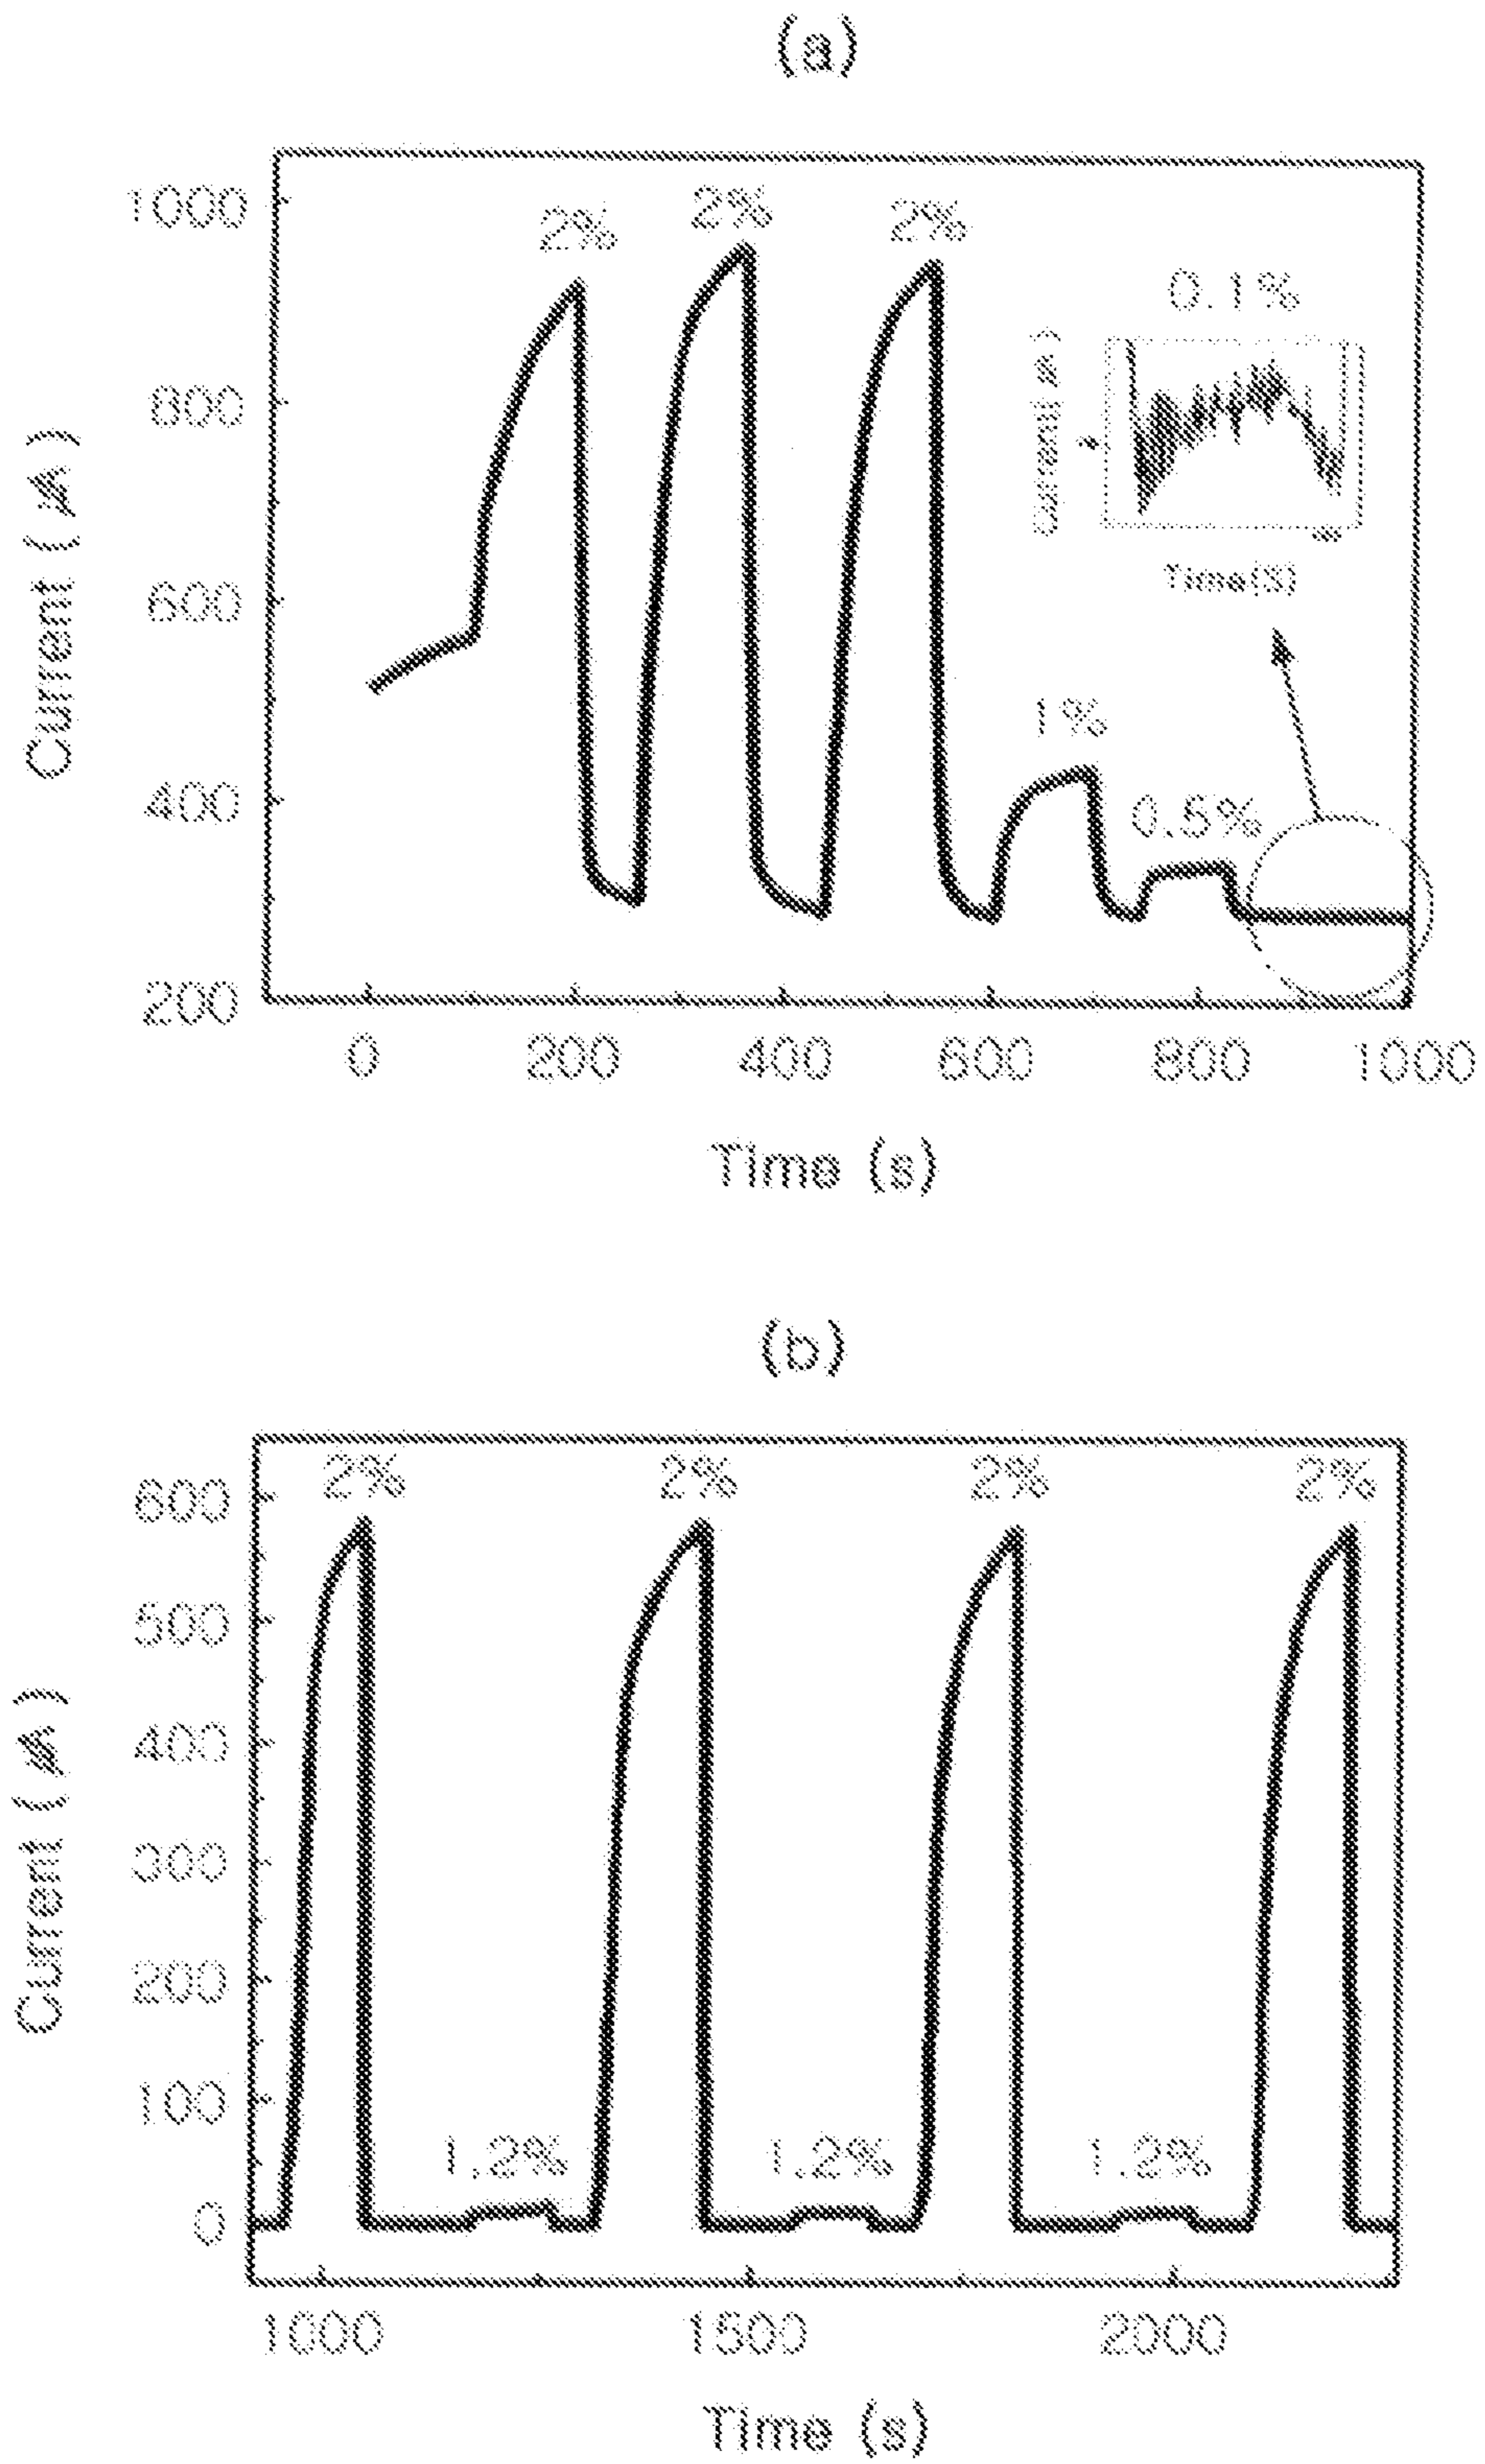 (a)
Current (㎂)
1000
800
600
400
200
2%
2%
2%
1%
0.5%
0.1%
Time(S)
0 200 400 600 800 1000
Time (s)
(b)
Current (㎂)
600
500
400
300
200
100
0
2% 2% 2% 2%
1.2% 1.2% 1.2%
1000 1500 2000
Time (s)